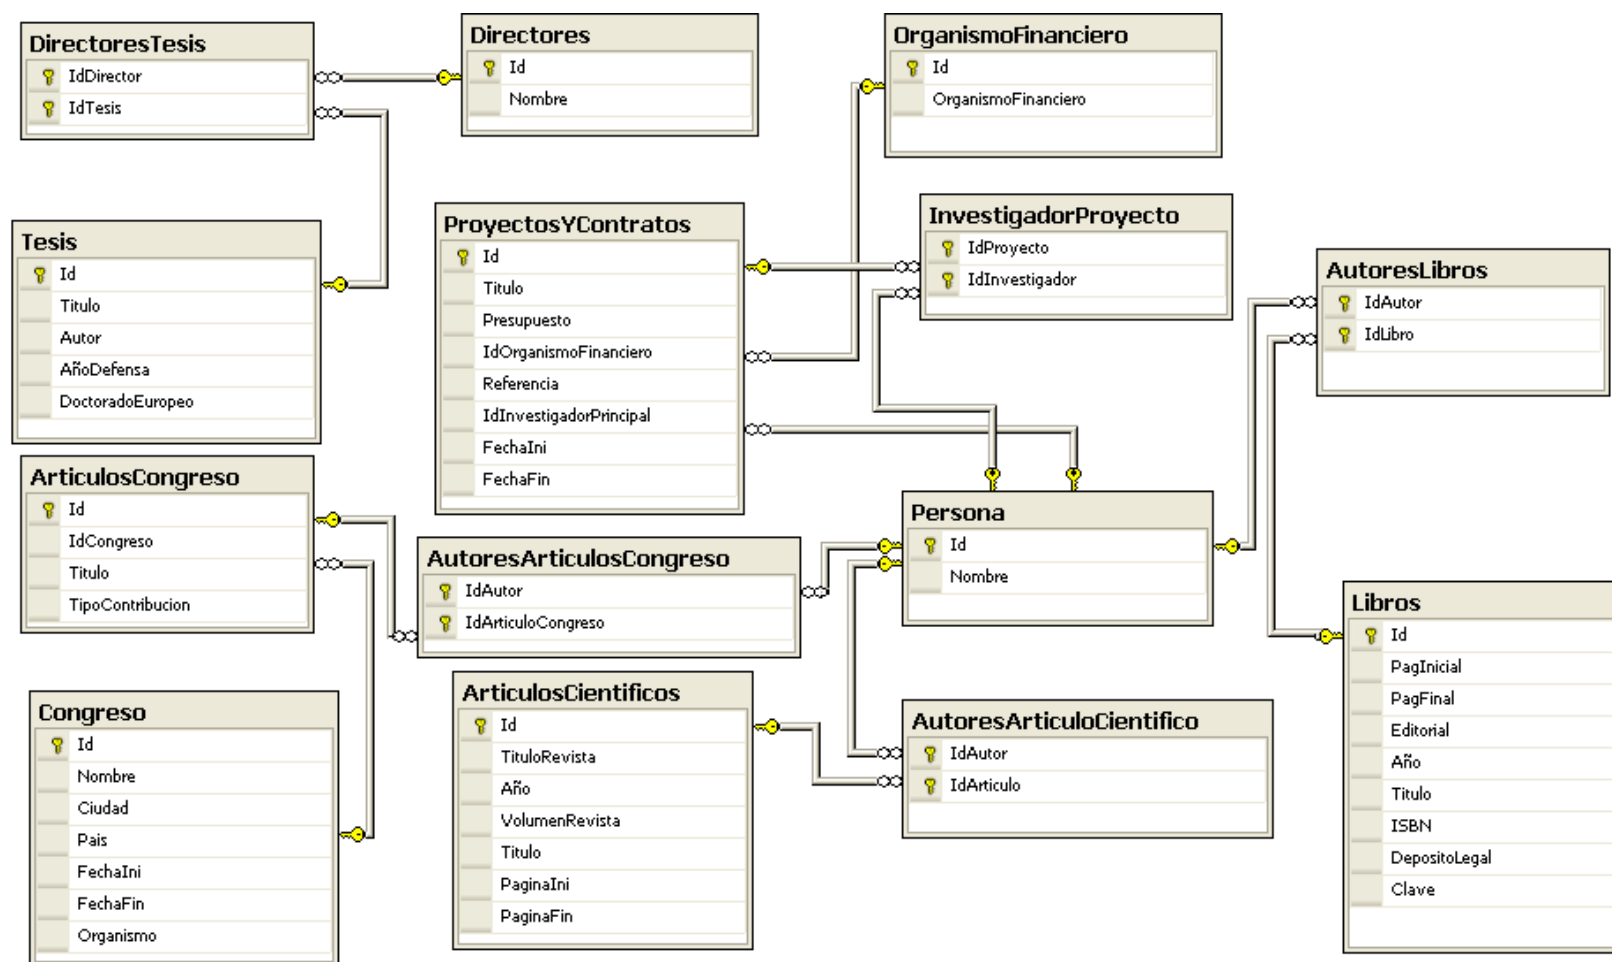 DirectoresTesis
IdDirector
IdTesis
Directores
Id
Nombre
OrganismoFinanciero
Id
OrganismoFinanciero
Tesis
Id
Titulo
Autor
AñoDefensa
DoctoradoEuropeo
ProyectosYContratos
Id
Titulo
Presupuesto
IdOrganismoFinanciero
Referencia
IdInvestigadorPrincipal
FechaIni
FechaFin
InvestigadorProyecto
IdProyecto
IdInvestigador
AutoresLibros
IdAutor
IdLibro
ArticulosCongreso
Id
IdCongreso
Titulo
TipoContribucion
AutoresArticulosCongreso
IdAutor
IdArticuloCongreso
Persona
Id
Nombre
Libros
Id
PagInicial
PagFinal
Editorial
Año
Titulo
ISBN
DepositoLegal
Clave
Congreso
Id
Nombre
Ciudad
Pais
FechaIni
FechaFin
Organismo
ArticulosCientificos
Id
TituloRevista
Año
VolumenRevista
Titulo
PaginaIni
PaginaFin
AutoresArticuloCientifico
IdAutor
IdArticulo